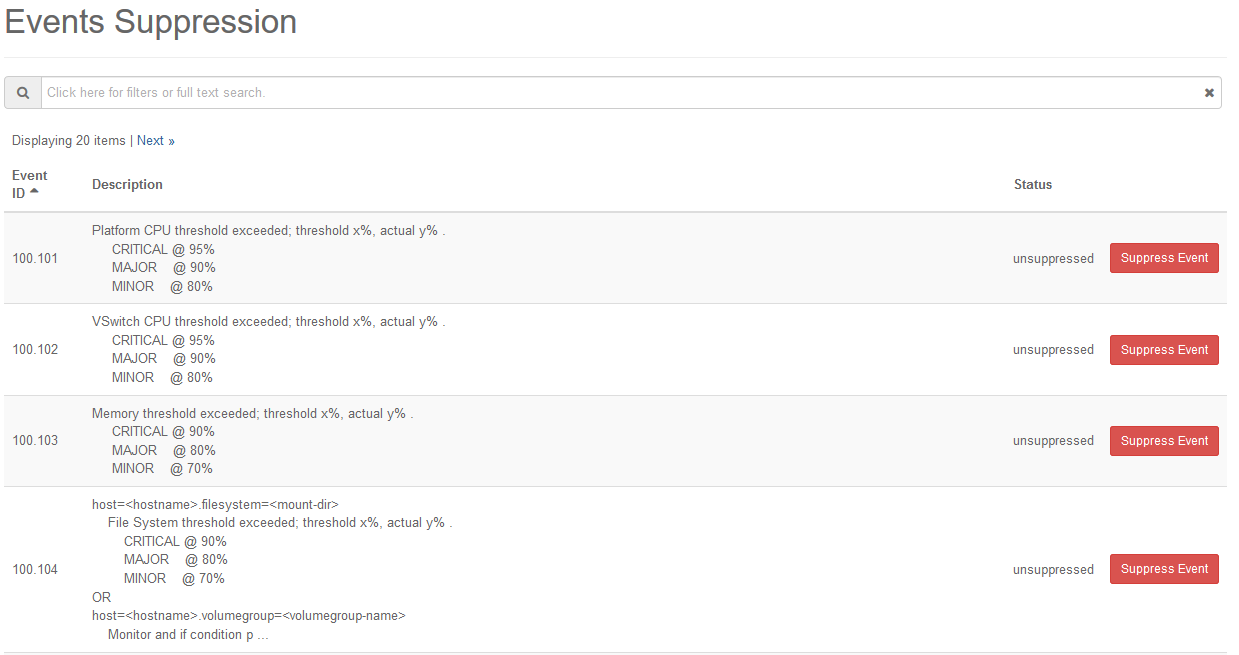 Events Suppression
Click here for filters or full text search.
Displaying 20 items | Next »
Event ID
Description
Status
Platform CPU threshold exceeded; threshold x%, actual y% .
CRITICAL @ 95%
100.101
unsuppressed
Suppress Event
MAJOR @ 90%
MINOR @ 80%
VSwitch CPU threshold exceeded; threshold x%, actual y% .
CRITICAL @ 95%
100.102
unsuppressed
Suppress Event
MAJOR @ 90%
MINOR @ 80%
Memory threshold exceeded; threshold x%, actual y% .
CRITICAL @ 90%
100.103
unsuppressed
Suppress Event
MAJOR @ 80%
MINOR @ 70%
host=<hostname>.filesystem=<mount-dir>
File System threshold exceeded; threshold x%, actual y% .
CRITICAL @ 90%
MAJOR @ 80%
100.104
unsuppressed
Suppress Event
MINOR @ 70%
OR
host=<hostname>.volumegroup=<volumegroup-name>
Monitor and if condition p ...